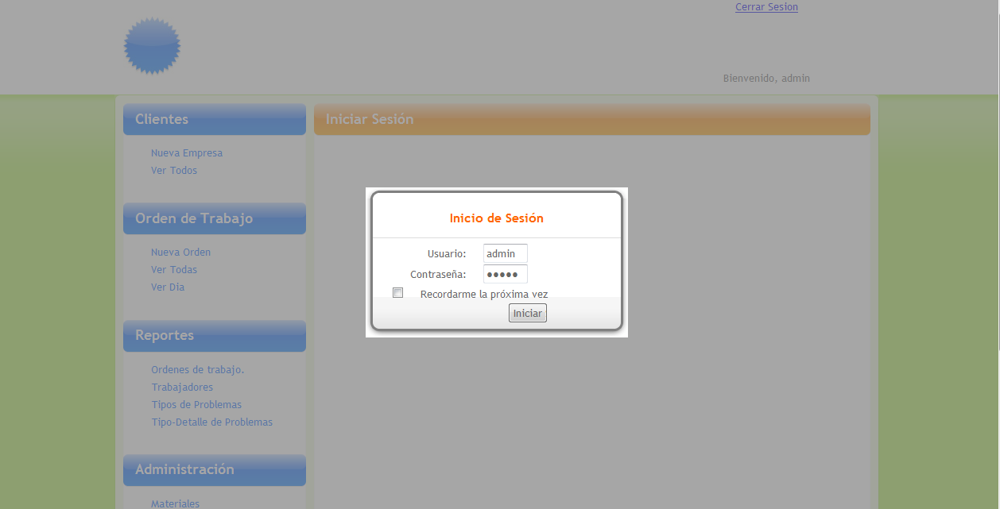 Cerrar Sesion
Bienvenido, admin
Clientes
Nueva Empresa
Ver Todos
Orden de Trabajo
Nueva Orden
Ver Todas
Ver Dia
Reportes
Ordenes de trabajo.
Trabajadores
Tipos de Problemas
Tipo-Detalle de Problemas
Administración
Materiales
Iniciar Sesión
Inicio de Sesión
Usuario: admin
Contraseña: •••••
Recordarme la próxima vez
Iniciar